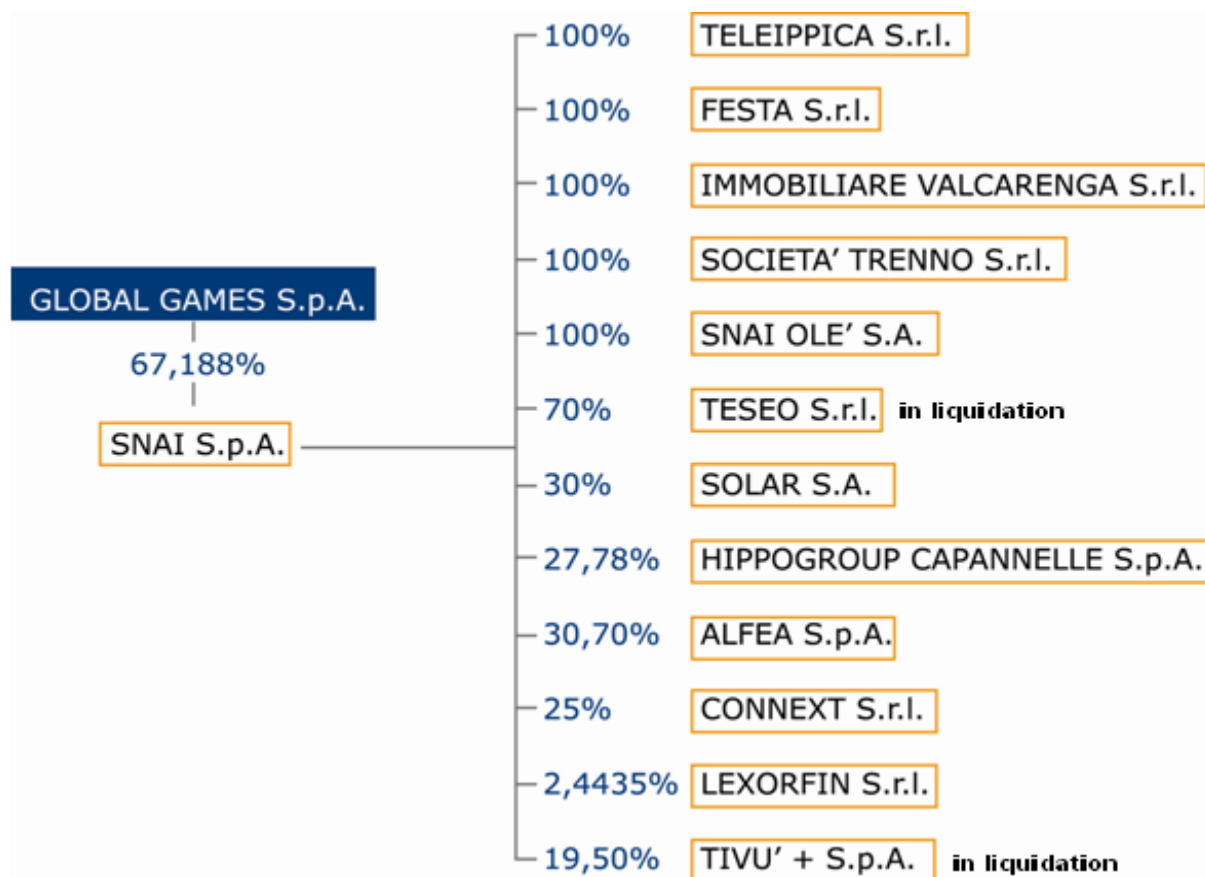 100% TELEIPPICA S.r.l.
100% FESTA S.r.l.
100% IMMOBILIARE VALCARENGA S.r.l.
100% SOCIETA’ TRENNO S.r.l.
GLOBAL GAMES S.p.A.
67,188%
SNAI S.p.A.
100% SNAI OLE’ S.A.
70% TESEO S.r.l. in liquidation
30% SOLAR S.A.
27,78% HIPPOGROUP CAPANNELLE S.p.A.
30,70% ALFEA S.p.A.
25% CONNEXT S.r.l.
2,4435% LEXORFIN S.r.l.
19,50% TIVU’ + S.p.A. in liquidation